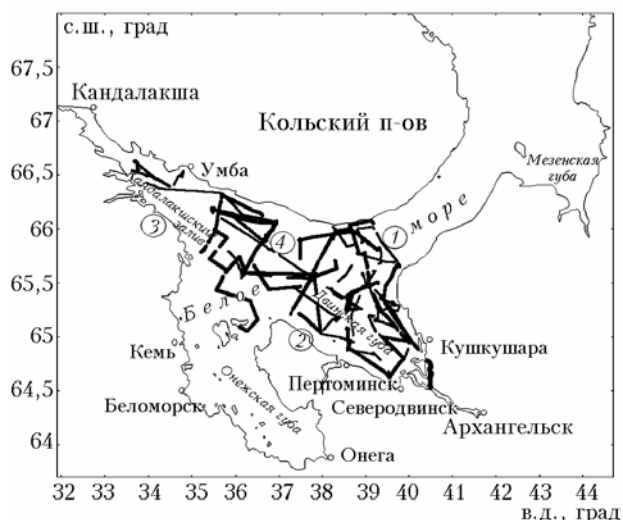 с.ш., град
67,5
67
66,5
66
65,5
65
64,5
64
Кандалакша
Кольский п-ов
Умба
Мезенская
губа
Кандалакшский
залив
море
1
3
4
Белое
Двинская губа
2
Кушкушара
Кемь
Пертоминск
Онежская губа
Северодвинск
Беломорск
Архангельск
Онега
32 33 34 35 36 37 38 39 40 41 42 43 44
в.д., град